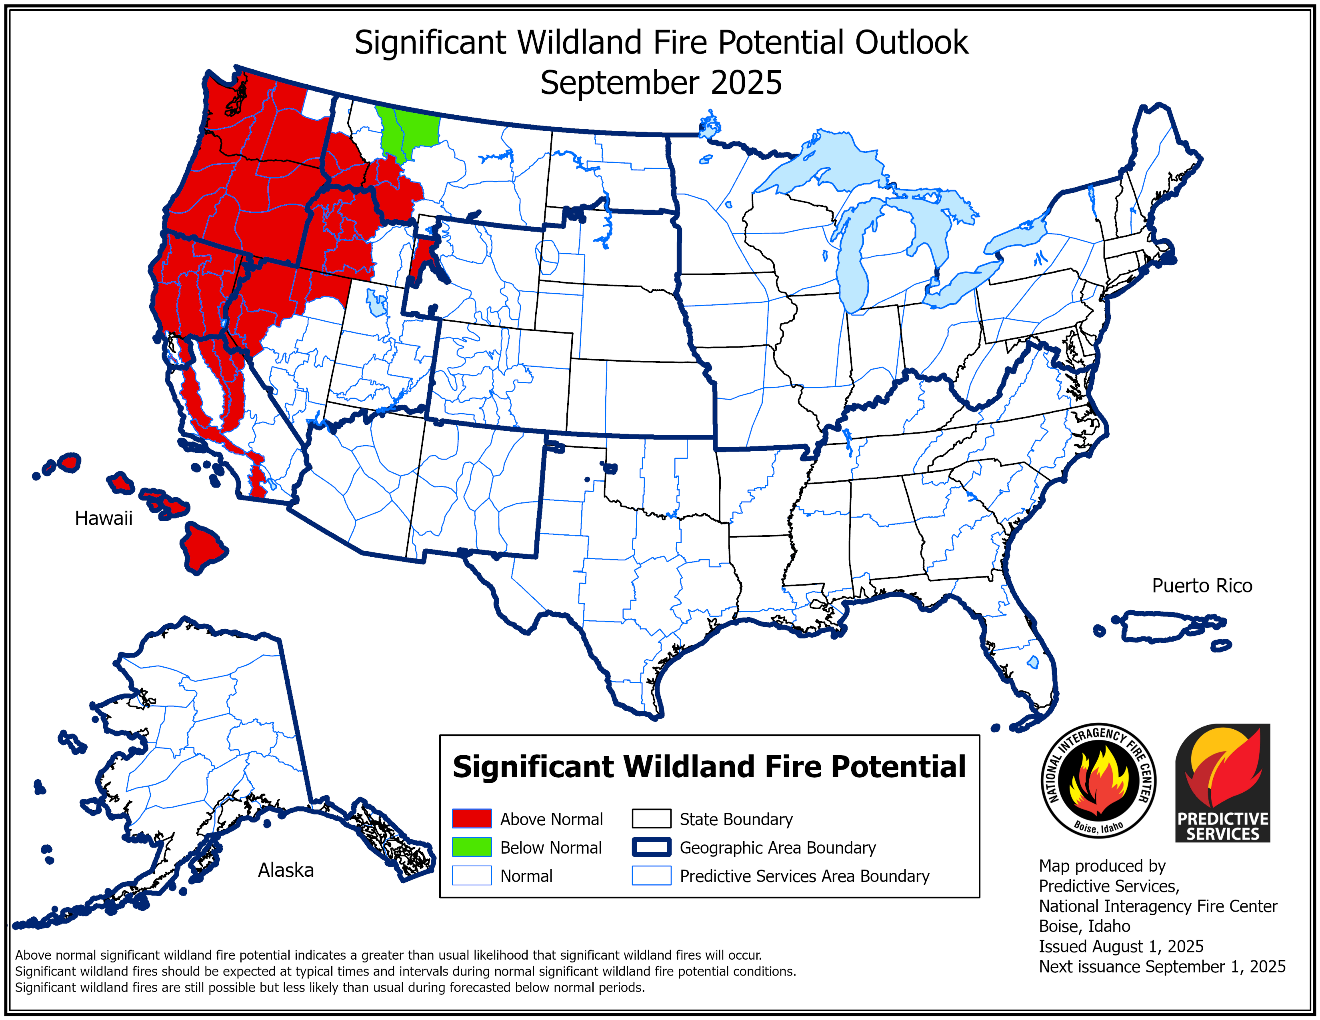 Significant Wildland Fire Potential Outlook
September 2025
Hawaii
Puerto Rico
Alaska
Significant Wildland Fire Potential
Above Normal
State Boundary
Below Normal
Geographic Area Boundary
Normal
Predictive Services Area Boundary
NATIONAL INTERAGENCY FIRE CENTER
Boise, Idaho
PREDICTIVE
SERVICES
Map produced by
Predictive Services,
National Interagency Fire Center
Boise, Idaho
Issued August 1, 2025
Next issuance September 1, 2025
Above normal significant wildland fire potential indicates a greater than usual likelihood that significant wildland fires will occur.
Significant wildland fires should be expected at typical times and intervals during normal significant wildland fire potential conditions.
Significant wildland fires are still possible but less likely than usual during forecasted below normal periods.